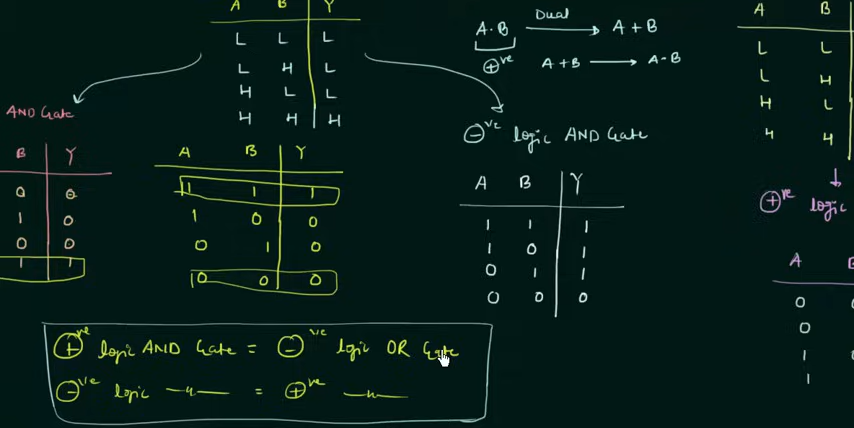 A B Y
L L L
L H L
H L L
H H H
A·B Dual → A+B
⊕ve A+B → A·B
A B
L L
L H
H L
H H
AND Gate
B Y
0 0
1 0
0 0
1 1
A B Y
1 1 1
1 0 0
0 1 0
0 0 0
⊖ve logic AND Gate
A B Y
1 1 1
1 0 1
0 1 1
0 0 0
⊕ve logic
A B
0 0
0
1 0
1
⊕ve logic AND Gate = ⊖ve logic OR Gate
⊖ve logic —〃— = ⊕ve —〃—